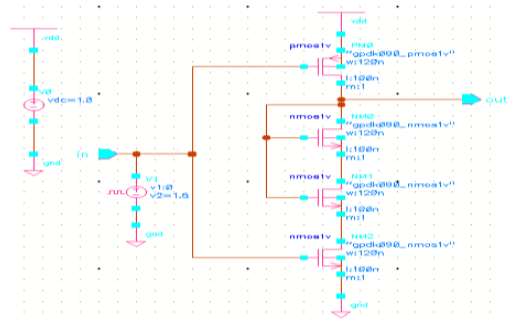 vdd
vdd
pmos1v
PM0
"gpdk090_pmos1v"
w:120n
l:100n
m:1
V0
vdc=1.8
out
nmos1v
NM0
"gpdk090_nmos1v"
w:120n
l:100n
m:1
in
gnd
V1
v1:0
v2=1.8
nmos1v
NM1
"gpdk090_nmos1v"
w:120n
l:100n
m:1
gnd
nmos1v
NM2
"gpdk090_nmos1v"
w:120n
l:100n
m:1
gnd